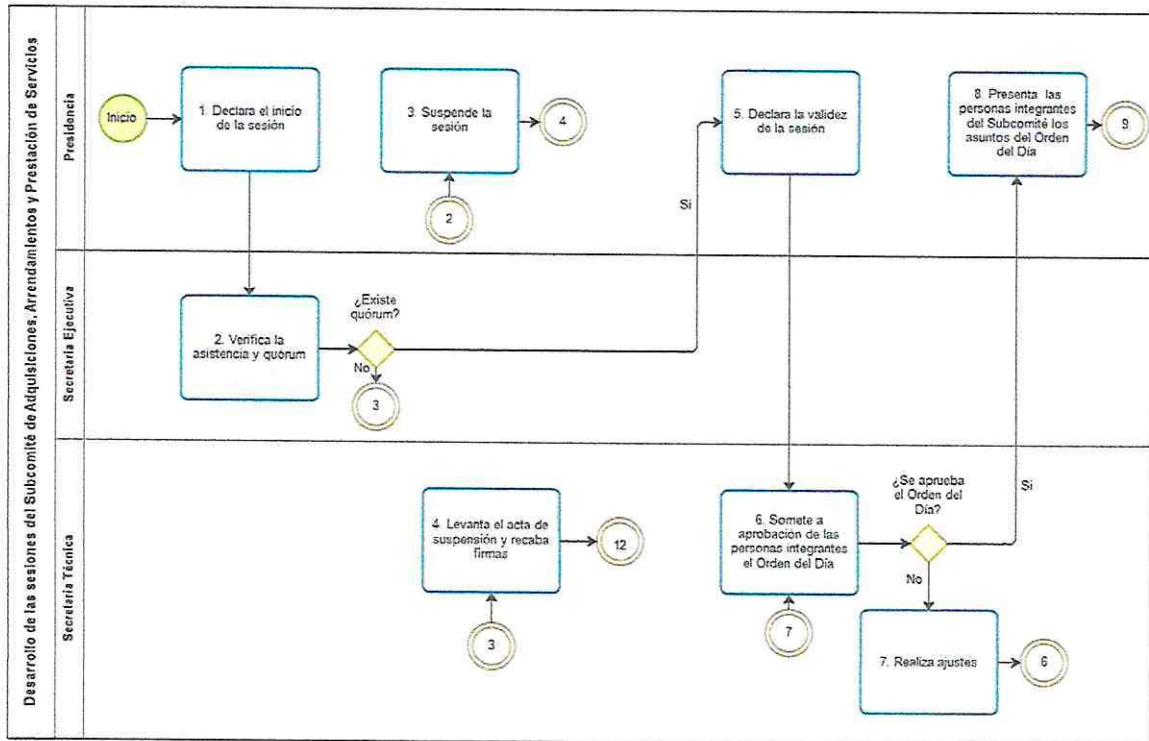 Desarrollo de las sesiones del Subcomité de Adquisiciones, Arrendamientos y Prestación de Servicios
Presidencia
Inicio
1. Declara el inicio
de la sesión
3. Suspende la
sesión
4
2
5. Declara la validez
de la sesión
8. Presenta las
personas integrantes
del Subcomité los
asuntos del Orden
del Día
9
Si
Secretaría Ejecutiva
2. Verifica la
asistencia y quórum
¿Existe
quórum?
No
3
Secretaría Técnica
4. Levanta el acta de
suspensión y recaba
firmas
12
3
6. Somete a
aprobación de las
personas integrantes
el Orden del Día
7
¿Se aprueba
el Orden del
Día?
Si
No
7. Realiza ajustes
6